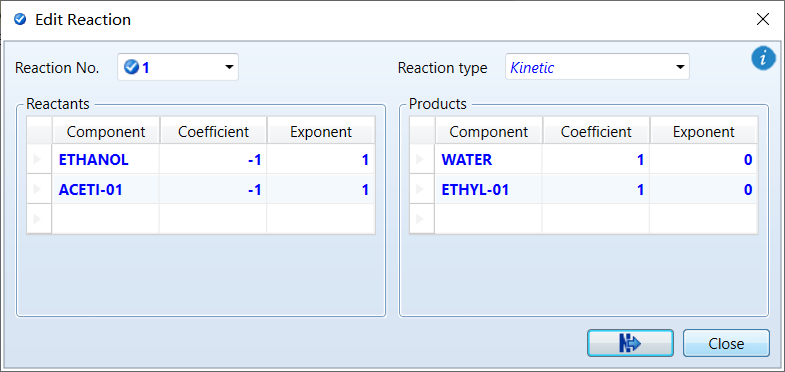 Edit Reaction
Reaction No. 1 Reaction type Kinetic
Reactants
Component Coefficient Exponent
ETHANOL -1 1
ACETI-01 -1 1
Products
Component Coefficient Exponent
WATER 1 0
ETHYL-01 1 0
N
Close